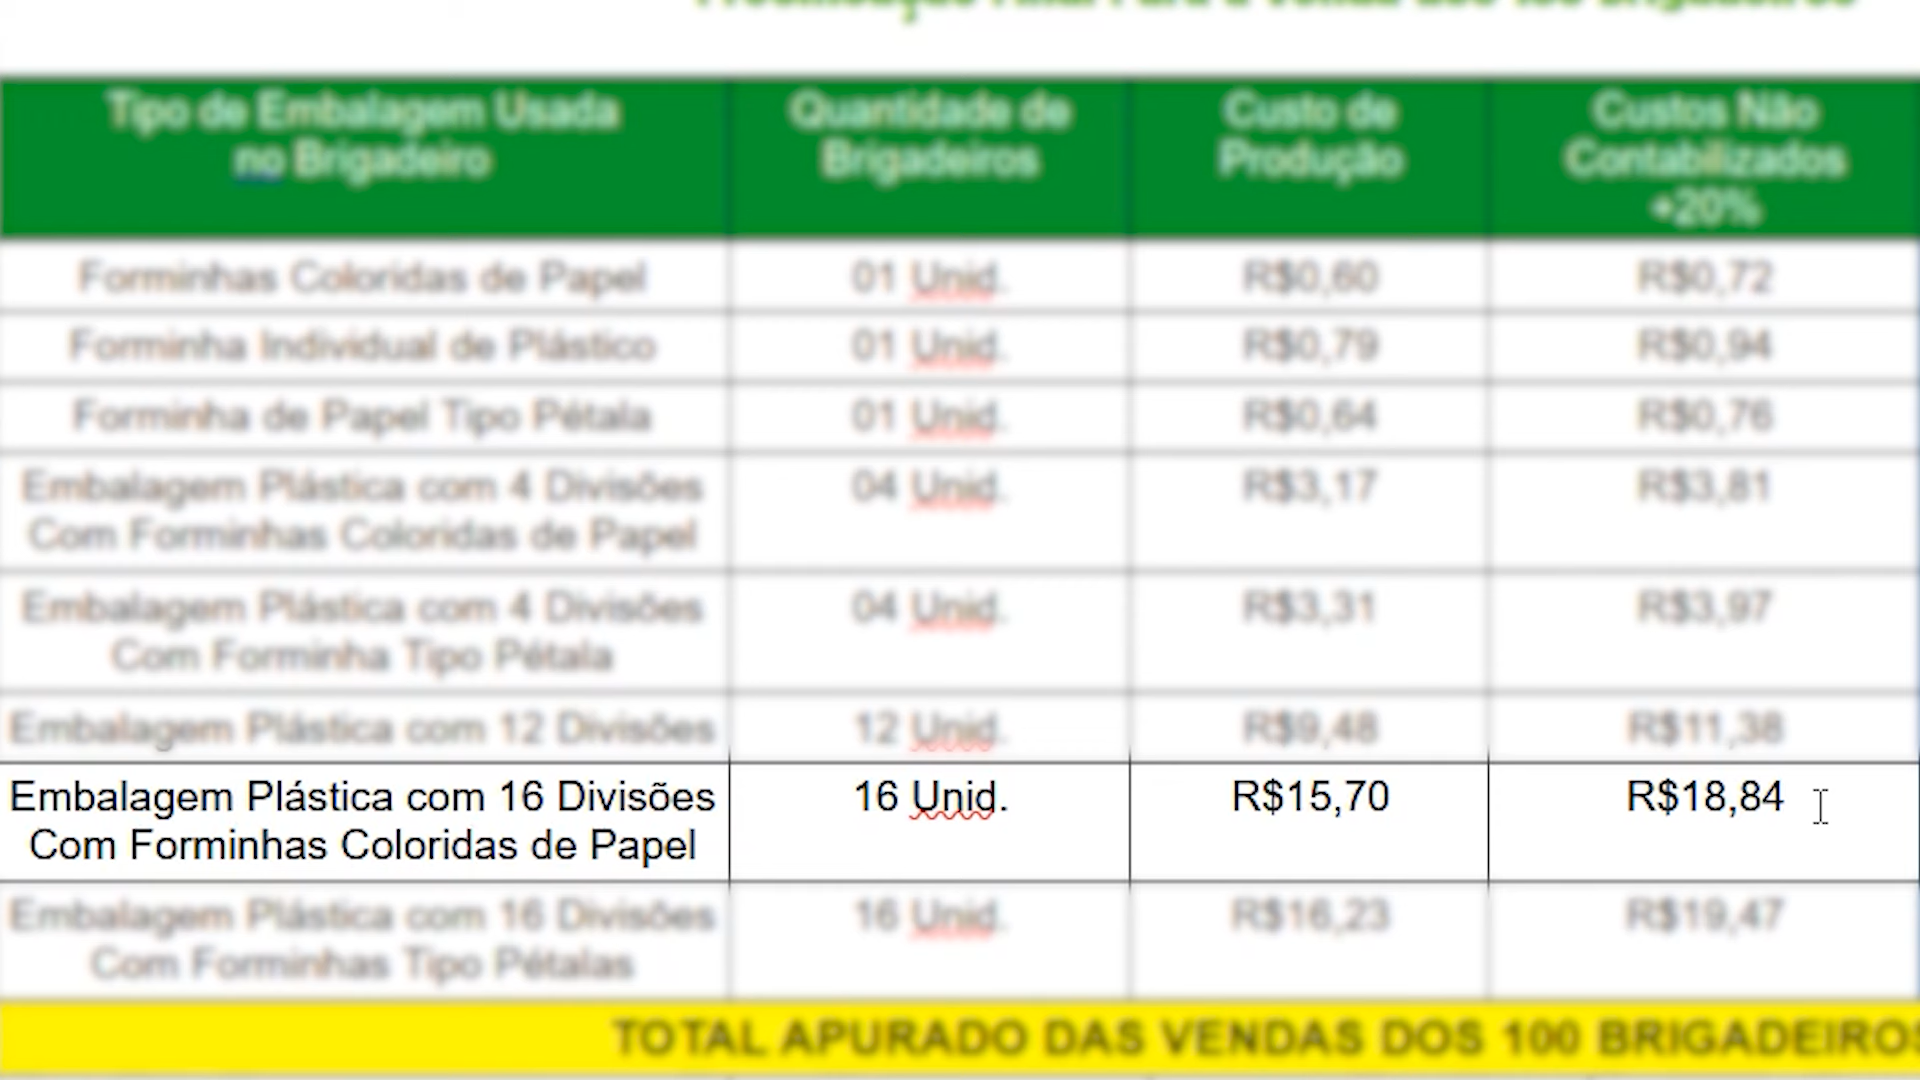 Tipo de Embalagem Usada
no Brigadeiro
Quantidade de
Brigadeiros
Custo de
Produção
Custos Não
Contabilizados
+20%
Forminhas Coloridas de Papel
01 Unid.
R$0,60
R$0,72
Forminha Individual de Plástico
01 Unid.
R$0,79
R$0,94
Forminha de Papel Tipo Pétala
01 Unid.
R$0,64
R$0,76
Embalagem Plástica com 4 Divisões
Com Forminhas Coloridas de Papel
04 Unid.
R$3,17
R$3,81
Embalagem Plástica com 4 Divisões
Com Forminha Tipo Pétala
04 Unid.
R$3,31
R$3,97
Embalagem Plástica com 12 Divisões
12 Unid.
R$9,48
R$11,38
Embalagem Plástica com 16 Divisões
Com Forminhas Coloridas de Papel
16 Unid.
R$15,70
R$18,84
Embalagem Plástica com 16 Divisões
Com Forminhas Tipo Pétalas
16 Unid.
R$16,23
R$19,47
TOTAL APURADO DAS VENDAS DOS 100 BRIGADEIROS